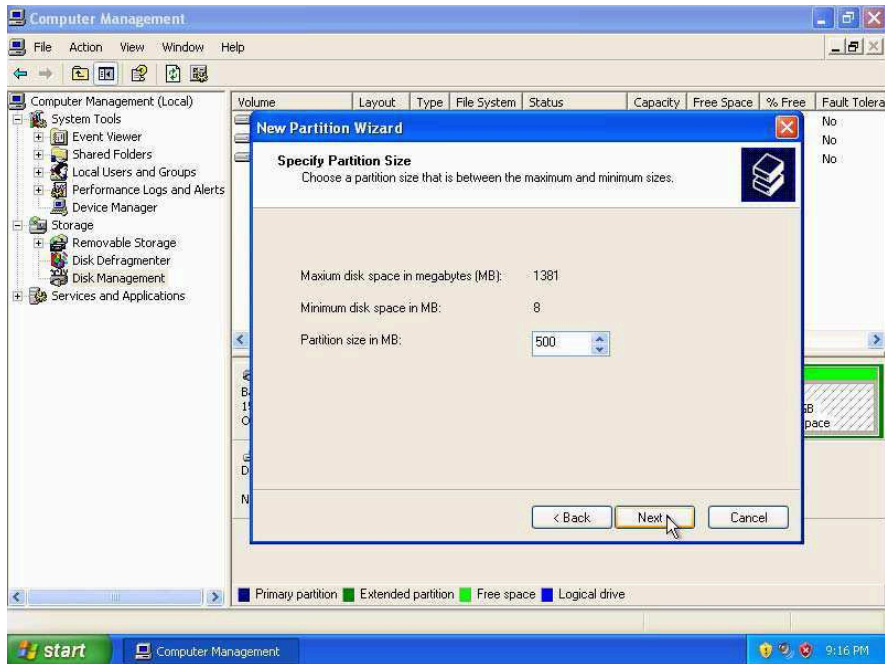 Computer Management
File Action View Window Help
Computer Management (Local)
System Tools
Event Viewer
Shared Folders
Local Users and Groups
Performance Logs and Alerts
Device Manager
Storage
Removable Storage
Disk Defragmenter
Disk Management
Services and Applications
Volume Layout Type File System Status Capacity Free Space % Free Fault Tolera
No
No
No
New Partition Wizard
Specify Partition Size
Choose a partition size that is between the maximum and minimum sizes.
Maxium disk space in megabytes (MB): 1381
Minimum disk space in MB: 8
Partition size in MB: 500
< Back Next Cancel
Primary partition Extended partition Free space Logical drive
start Computer Management 9:16 PM